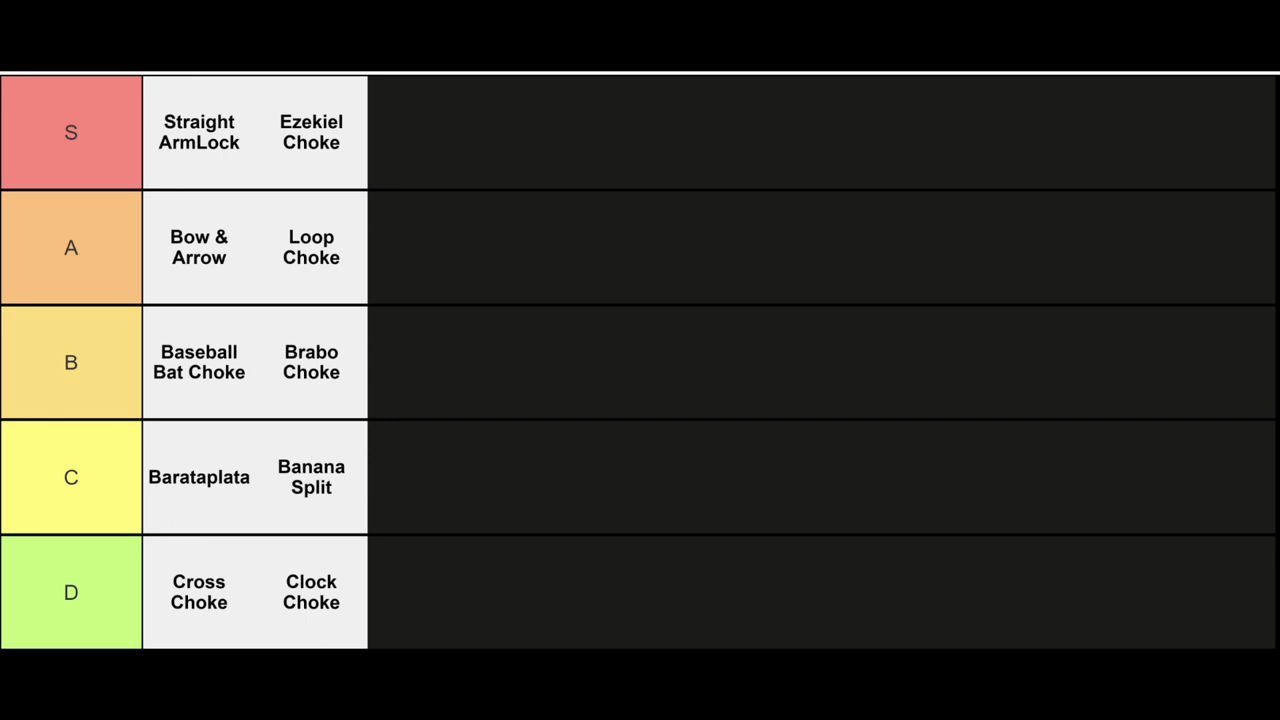 S
Straight
ArmLock
Ezekiel
Choke
A
Bow &
Arrow
Loop
Choke
B
Baseball
Bat Choke
Brabo
Choke
C
Barataplata
Banana
Split
D
Cross
Choke
Clock
Choke